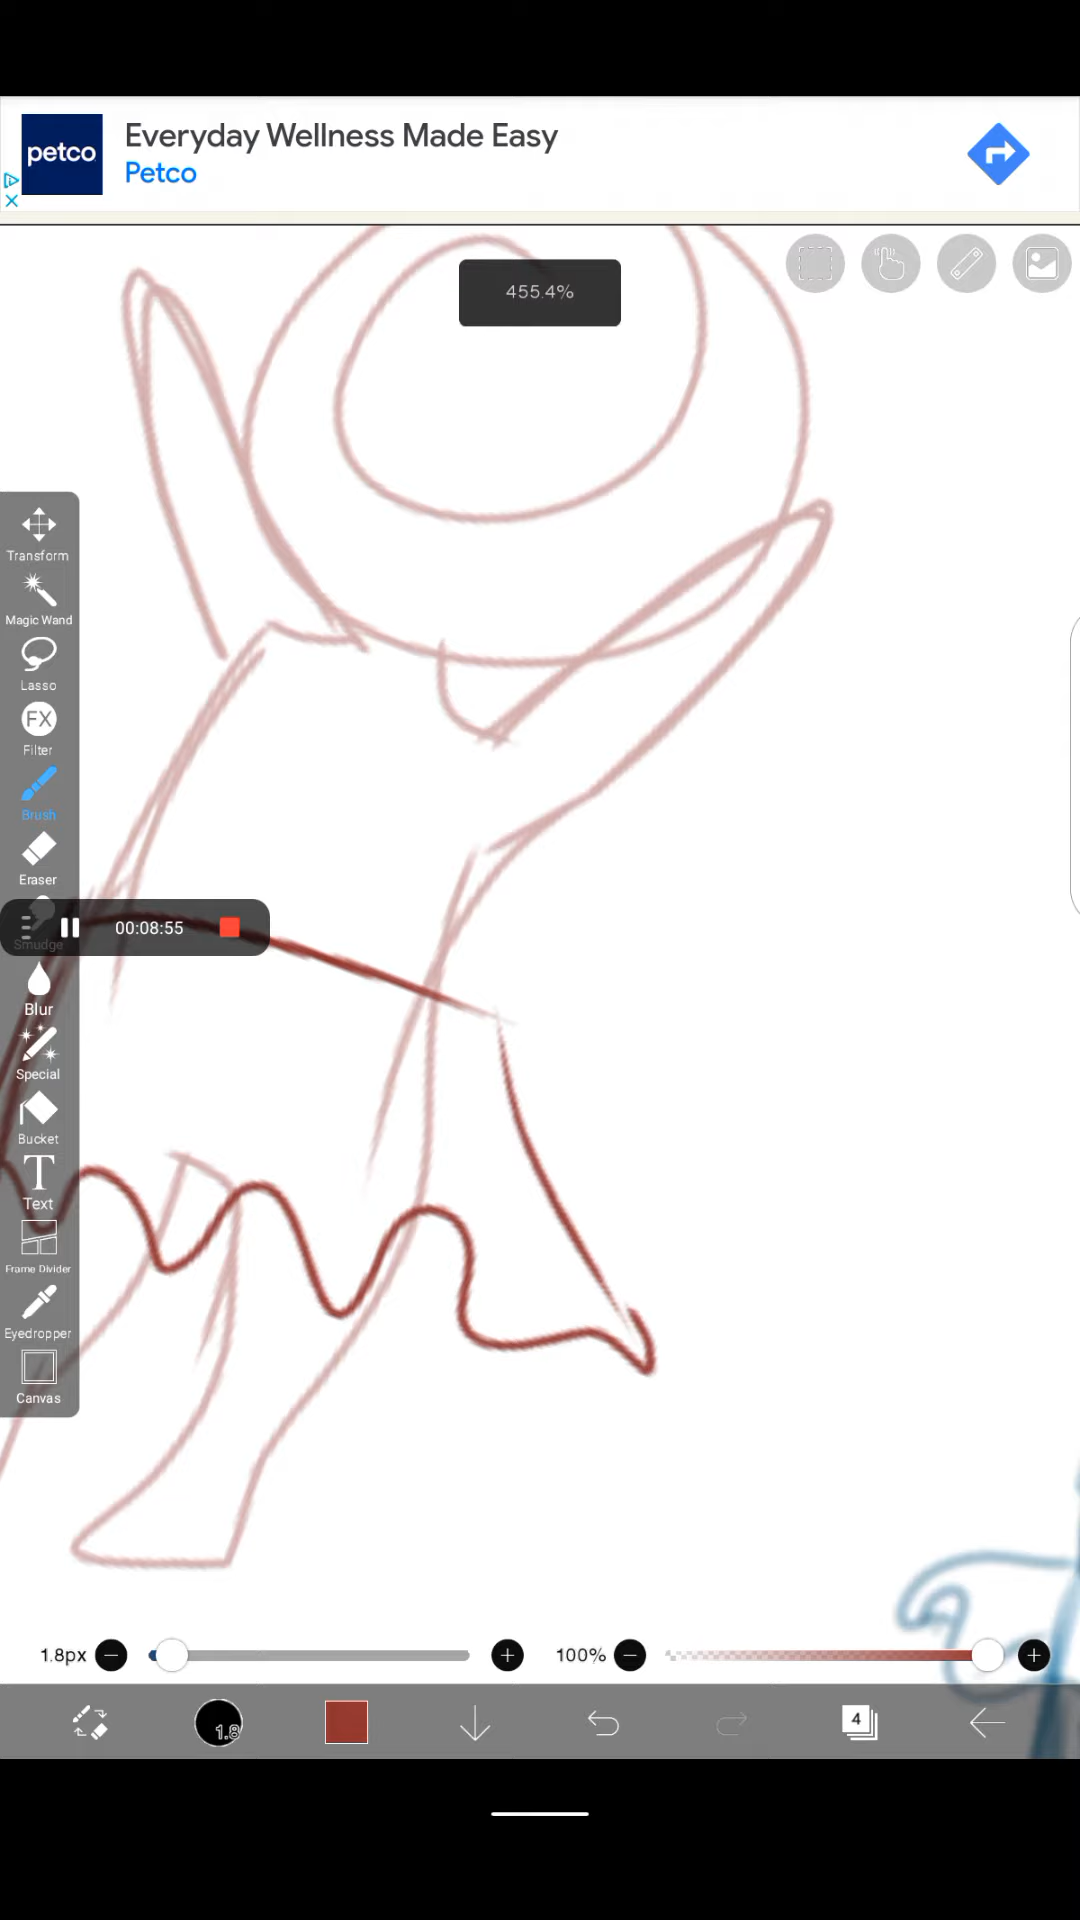 petco
Everyday Wellness Made Easy
Petco
455.4%
Transform
Magic Wand
Lasso
FX
Filter
Brush
Eraser
00:08:55
Smudge
Blur
Special
Bucket
T
Text
Frame Divider
Eyedropper
Canvas
1.8px
100%
1.8
4